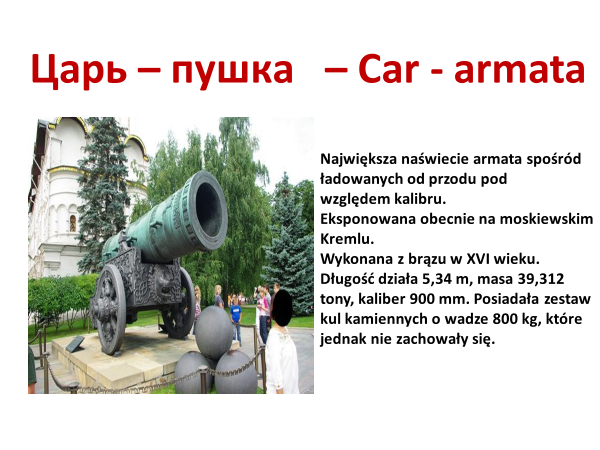 Царь – пушка – Car - armata
Największa naświecie armata spośród
ładowanych od przodu pod
względem kalibru.
Eksponowana obecnie na moskiewskim
Kremlu.
Wykonana z brązu w XVI wieku.
Długość działa 5,34 m, masa 39,312
tony, kaliber 900 mm. Posiadała zestaw
kul kamiennych o wadze 800 kg, które
jednak nie zachowały się.